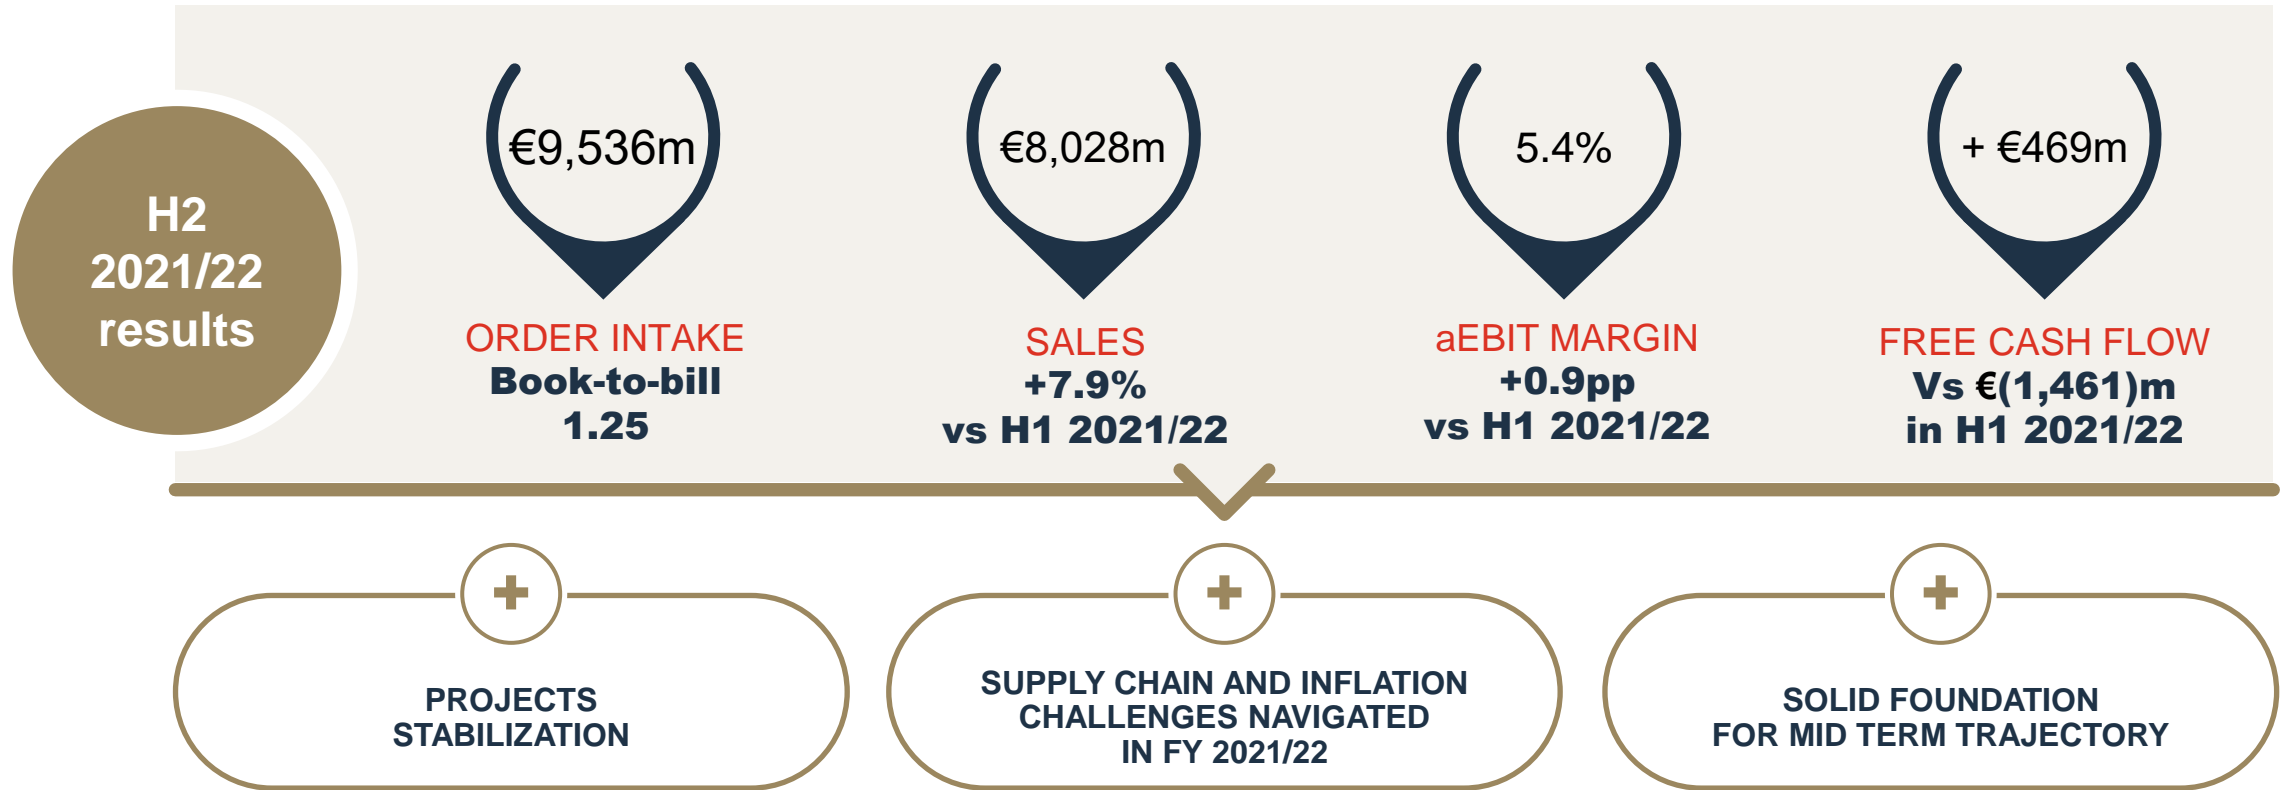 H2
2021/22
results
€9,536m
ORDER INTAKE
Book-to-bill
1.25
€8,028m
SALES
+7.9%
vs H1 2021/22
5.4%
aEBIT MARGIN
+0.9pp
vs H1 2021/22
+ €469m
FREE CASH FLOW
Vs €(1,461)m
in H1 2021/22
PROJECTS
STABILIZATION
SUPPLY CHAIN AND INFLATION
CHALLENGES NAVIGATED
IN FY 2021/22
SOLID FOUNDATION
FOR MID TERM TRAJECTORY